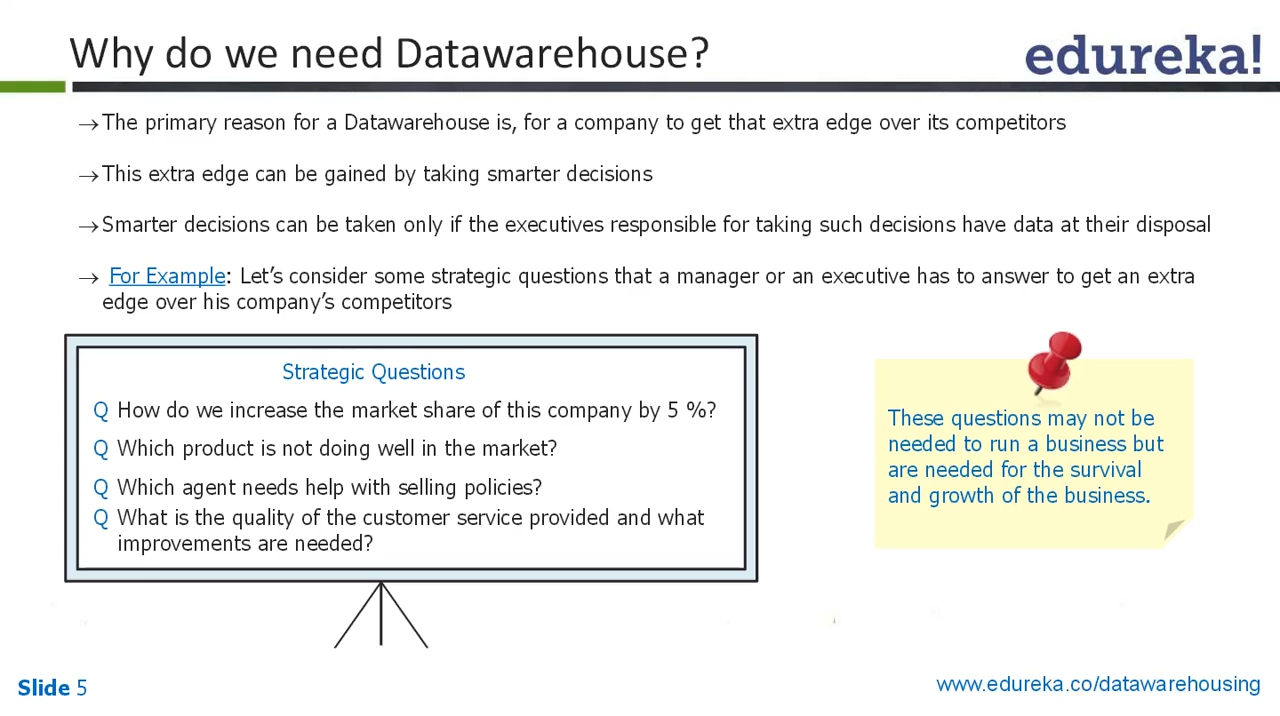 Why do we need Datawarehouse?
edureka!
→The primary reason for a Datawarehouse is, for a company to get that extra edge over its competitors
→This extra edge can be gained by taking smarter decisions
→Smarter decisions can be taken only if the executives responsible for taking such decisions have data at their disposal
→ For Example: Let’s consider some strategic questions that a manager or an executive has to answer to get an extra
edge over his company’s competitors
Strategic Questions
Q How do we increase the market share of this company by 5 %?
Q Which product is not doing well in the market?
Q Which agent needs help with selling policies?
Q What is the quality of the customer service provided and what
improvements are needed?
These questions may not be
needed to run a business but
are needed for the survival
and growth of the business.
Slide 5
www.edureka.co/datawarehousing